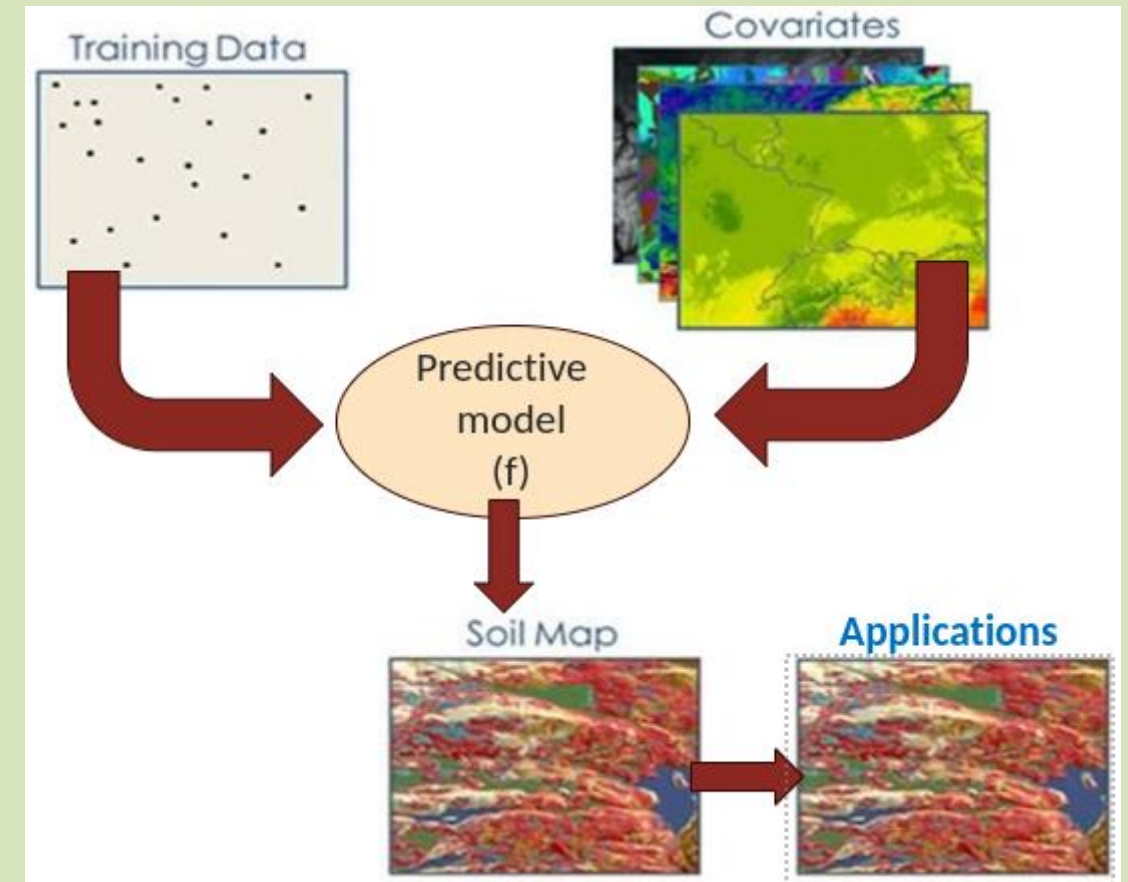 Training Data
Covariates
Predictive
model
(f)
Soil Map
Applications